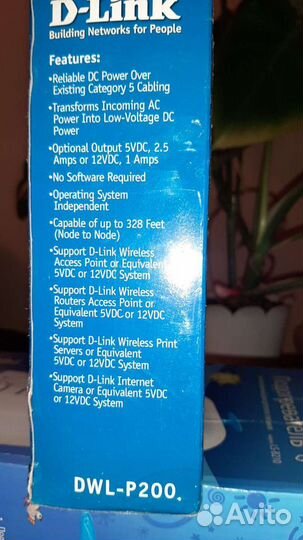 D-Link
Building Networks for People
Features:
•Reliable DC Power Over
Existing Category 5 Cabling
•Transforms Incoming AC
Power Into Low-Voltage DC
Power
•Optional Output 5VDC, 2.5
Amps or 12VDC, 1 Amps
•No Software Required
•Operating System
Independent
•Capable of up to 328 Feet
(Node to Node)
•Support D-Link Wireless
Access Point or Equivalent
5VDC or 12VDC System
•Support D-Link Wireless
Routers Access Point or
Equivalent 5VDC or 12VDC
System
•Support D-Link Wireless Print
Servers or Equivalent
5VDC or 12VDC System
•Support D-Link Internet
Camera or Equivalent 5VDC
or 12VDC System
DWL-P200
Avito